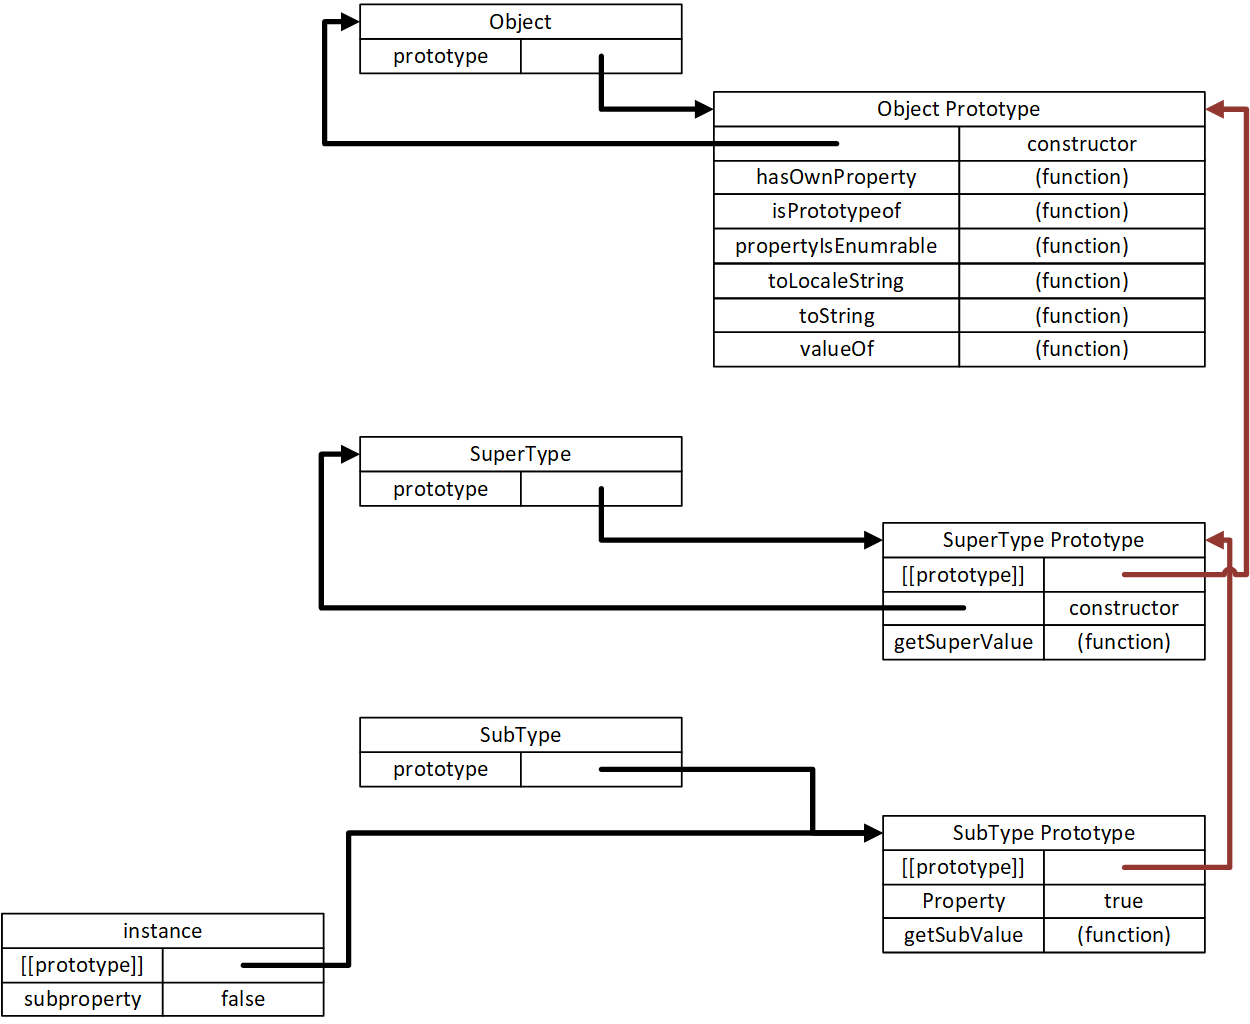 Object
prototype
Object Prototype
constructor
hasOwnProperty (function)
isPrototypeof (function)
propertyIsEnumrable (function)
toLocaleString (function)
toString (function)
valueOf (function)
SuperType
prototype
SuperType Prototype
[[prototype]]
constructor
getSuperValue (function)
SubType
prototype
SubType Prototype
[[prototype]]
Property true
getSubValue (function)
instance
[[prototype]]
subproperty false